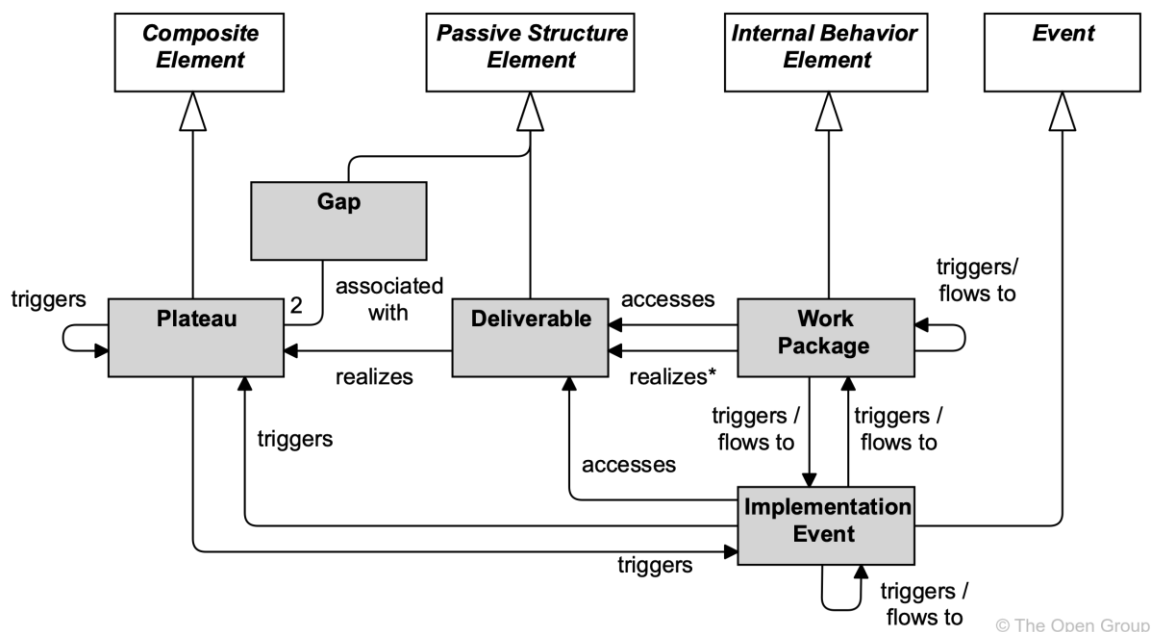 Composite
Element
Passive Structure
Element
Internal Behavior
Element
Event
Gap
triggers
Plateau
2
associated
with
Deliverable
accesses
Work
Package
triggers/
flows to
realizes
realizes*
triggers
accesses
triggers /
flows to
triggers /
flows to
Implementation
Event
triggers
triggers /
flows to
© The Open Group